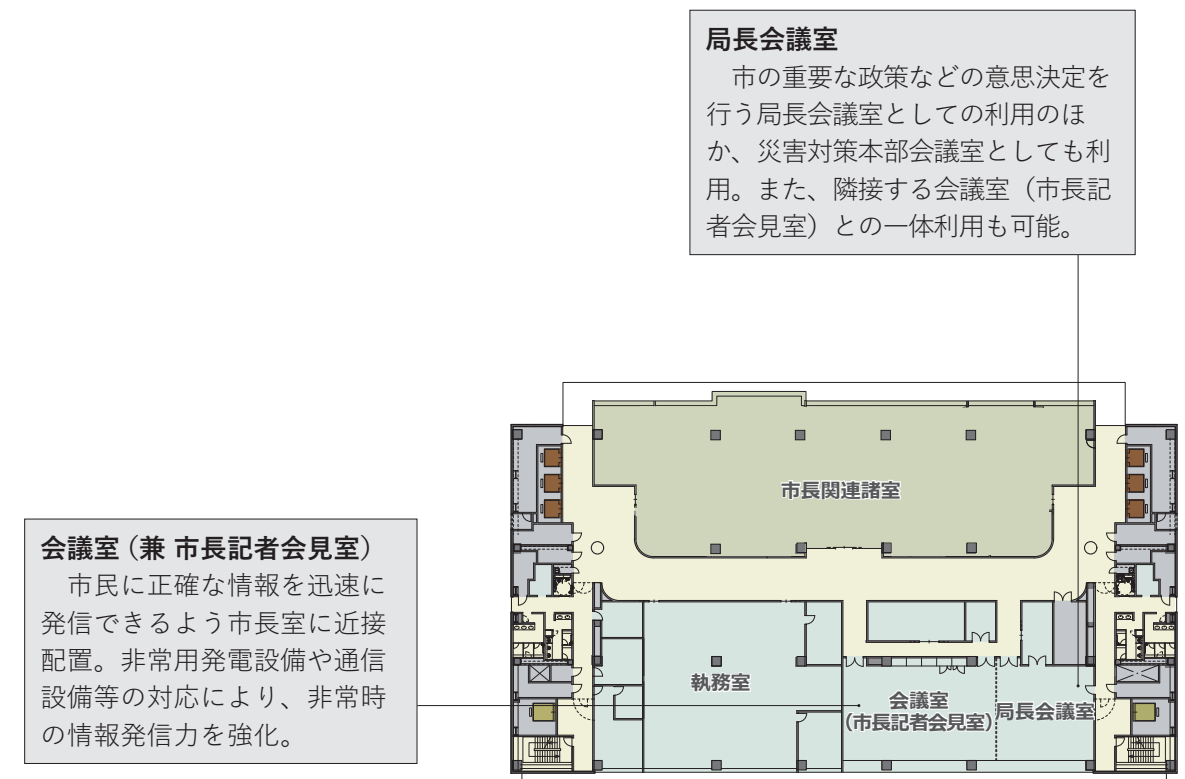 局長会議室
　市の重要な政策などの意思決定を
行う局長会議室としての利用のほ
か、災害対策本部会議室としても利
用。また、隣接する会議室（市長記
者会見室）との一体利用も可能。
市長関連諸室
会議室（兼 市長記者会見室）
　市民に正確な情報を迅速に
発信できるよう市長室に近接
配置。非常用発電設備や通信
設備等の対応により、非常時
の情報発信力を強化。
執務室
会議室
（市長記者会見室）
局長会議室